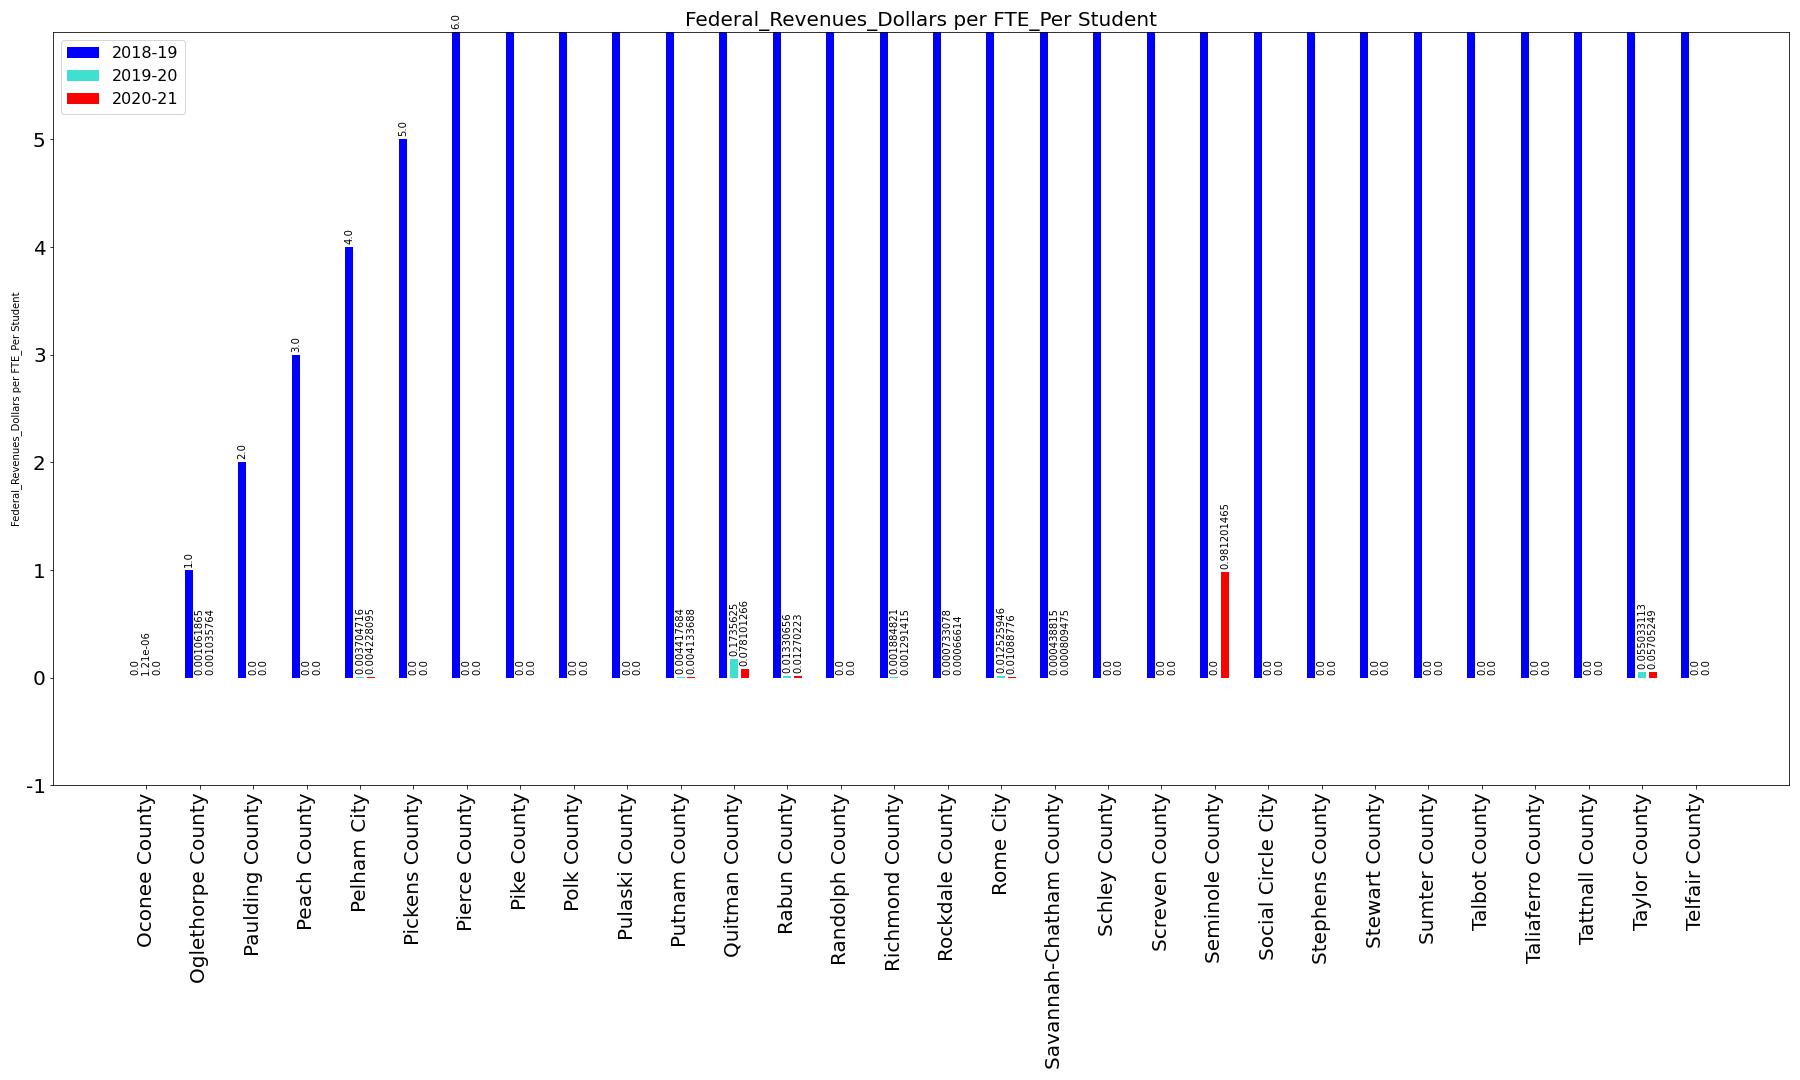 Federal_Revenues_Dollars per FTE_Per Student
2018-19
2019-20
2020-21
Federal_Revenues_Dollars per FTE_Per Student
5
4
3
2
1
0
-1
0.0
1.21e-06
0.0
1.0
0.001061865
0.001035764
2.0
0.0
0.0
3.0
0.0
0.0
4.0
0.003704716
0.004228095
5.0
0.0
0.0
6.0
0.0
0.0
0.0
0.0
0.0
0.0
0.0
0.0
0.004417684
0.004133688
0.1735625
0.078101266
0.01330656
0.01270223
0.0
0.0
0.001884821
0.001291415
0.000733078
0.00066614
0.012525946
0.01088776
0.000438815
0.000809475
0.0
0.0
0.0
0.0
0.0
0.981201465
0.0
0.0
0.0
0.0
0.0
0.0
0.0
0.0
0.0
0.0
0.0
0.0
0.0
0.0
0.055033113
0.05705249
0.0
0.0
Oconee County
Oglethorpe County
Paulding County
Peach County
Pelham City
Pickens County
Pierce County
Pike County
Polk County
Pulaski County
Putnam County
Quitman County
Rabun County
Randolph County
Richmond County
Rockdale County
Rome City
Savannah-Chatham County
Schley County
Screven County
Seminole County
Social Circle City
Stephens County
Stewart County
Sumter County
Talbot County
Taliaferro County
Tattnall County
Taylor County
Telfair County